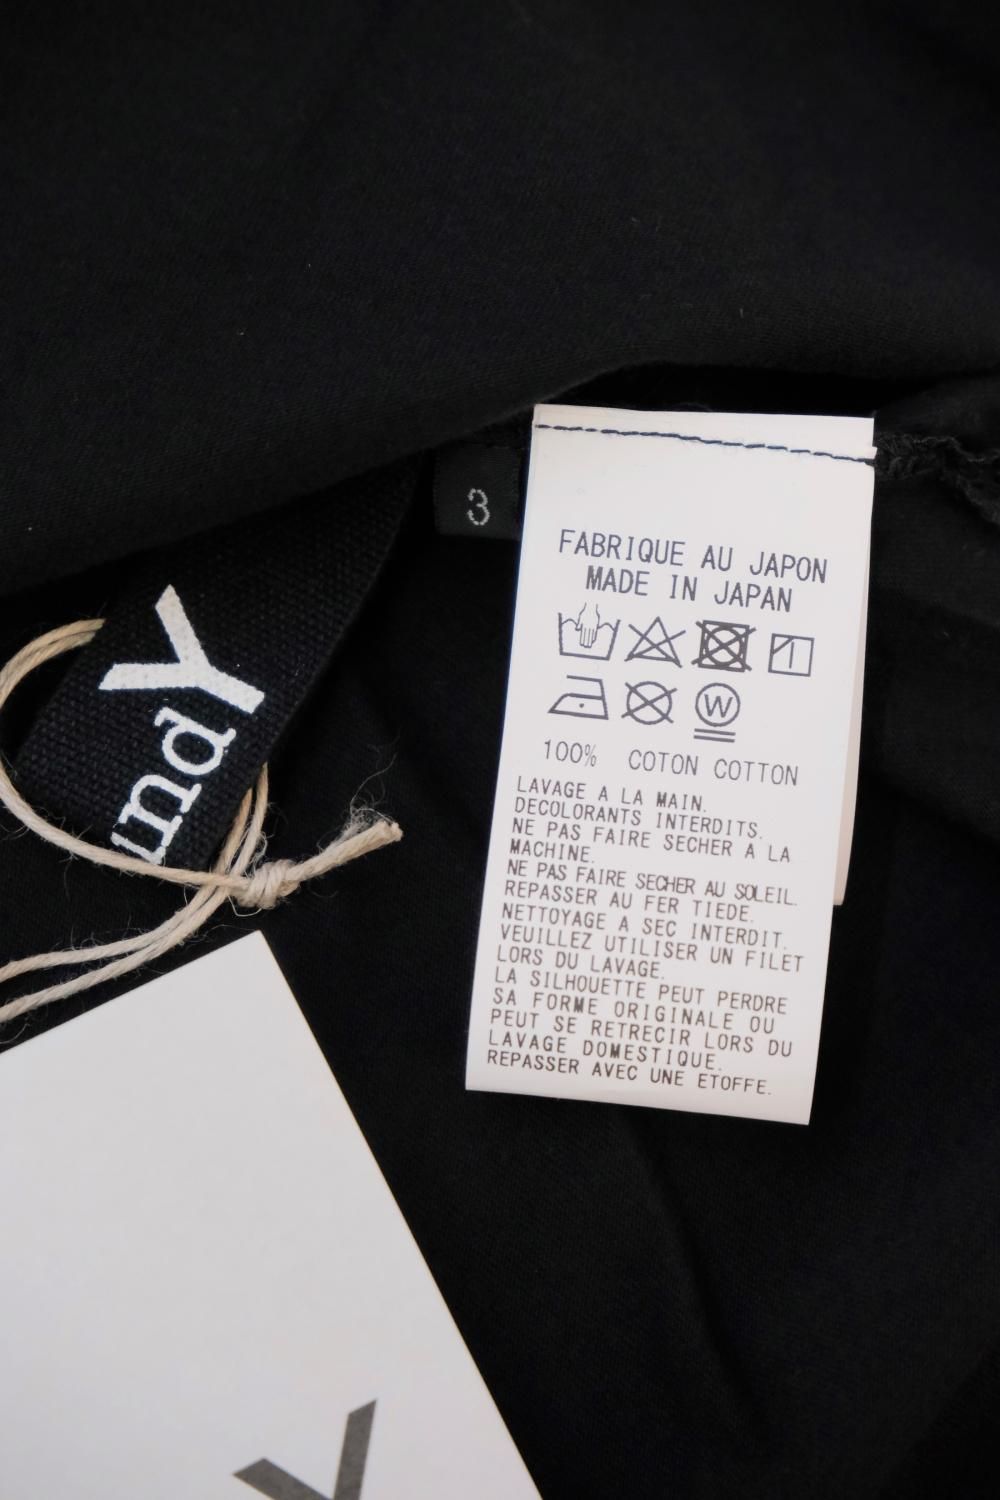 3
undY
FABRIQUE AU JAPON
MADE IN JAPAN
W
100% COTON COTTON
LAVAGE A LA MAIN.
DECOLORANTS INTERDITS.
NE PAS FAIRE SECHER A LA
MACHINE.
NE PAS FAIRE SECHER AU SOLEIL.
REPASSER AU FER TIEDE.
NETTOYAGE A SEC INTERDIT.
VEUILLEZ UTILISER UN FILET
LORS DU LAVAGE.
LA SILHOUETTE PEUT PERDRE
SA FORME ORIGINALE OU
PEUT SE RETRECIR LORS DU
LAVAGE DOMESTIQUE.
REPASSER AVEC UNE ETOFFE.
Y